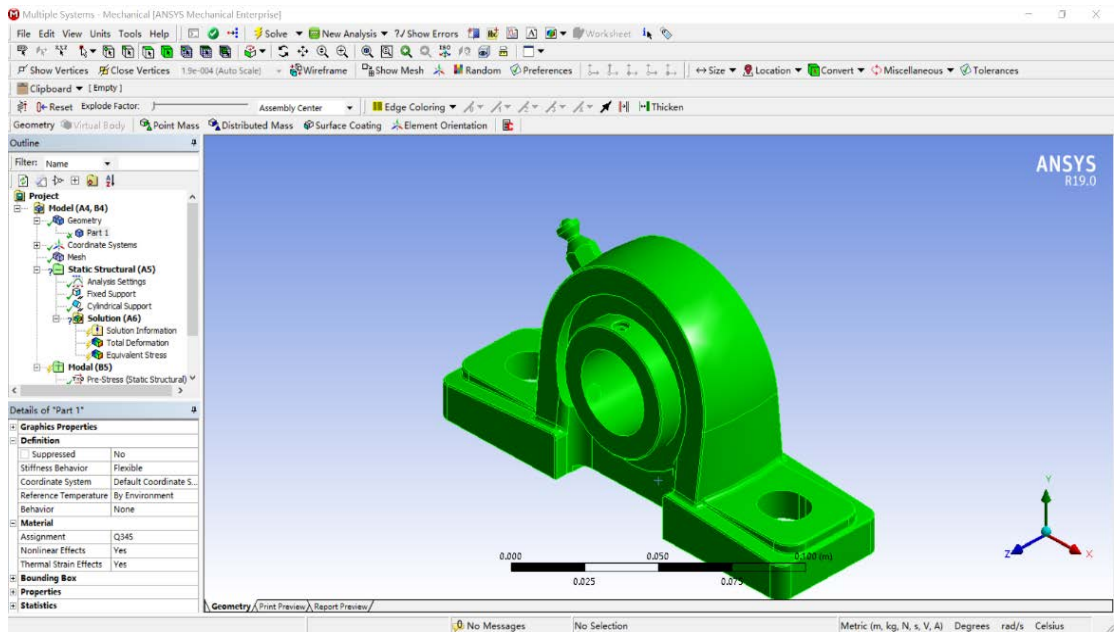 Multiple Systems - Mechanical [ANSYS Mechanical Enterprise]
File Edit View Units Tools Help Solve New Analysis ?/ Show Errors Worksheet
Show Vertices Close Vertices 1.9e-004 (Auto Scale) Wireframe Show Mesh Random Preferences Size Location Convert Miscellaneous Tolerances
Clipboard [ Empty ]
Reset Explode Factor: Assembly Center Edge Coloring Thicken
Geometry Virtual Body Point Mass Distributed Mass Surface Coating Element Orientation
Outline
Filter: Name
Project
Model (A4, B4)
Geometry
Part 1
Coordinate Systems
Mesh
Static Structural (A5)
Analysis Settings
Fixed Support
Cylindrical Support
Solution (A6)
Solution Information
Total Deformation
Equivalent Stress
Modal (B5)
Pre-Stress (Static Structural)
Details of "Part 1"
Graphics Properties
Definition
Suppressed No
Stiffness Behavior Flexible
Coordinate System Default Coordinate S...
Reference Temperature By Environment
Behavior None
Material
Assignment Q345
Nonlinear Effects Yes
Thermal Strain Effects Yes
Bounding Box
Properties
Statistics
ANSYS
R19.0
Y
Z X
0.000 0.050 0.100 (m)
0.025 0.075
Geometry Print Preview Report Preview
0 No Messages No Selection Metric (m, kg, N, s, V, A) Degrees rad/s Celsius